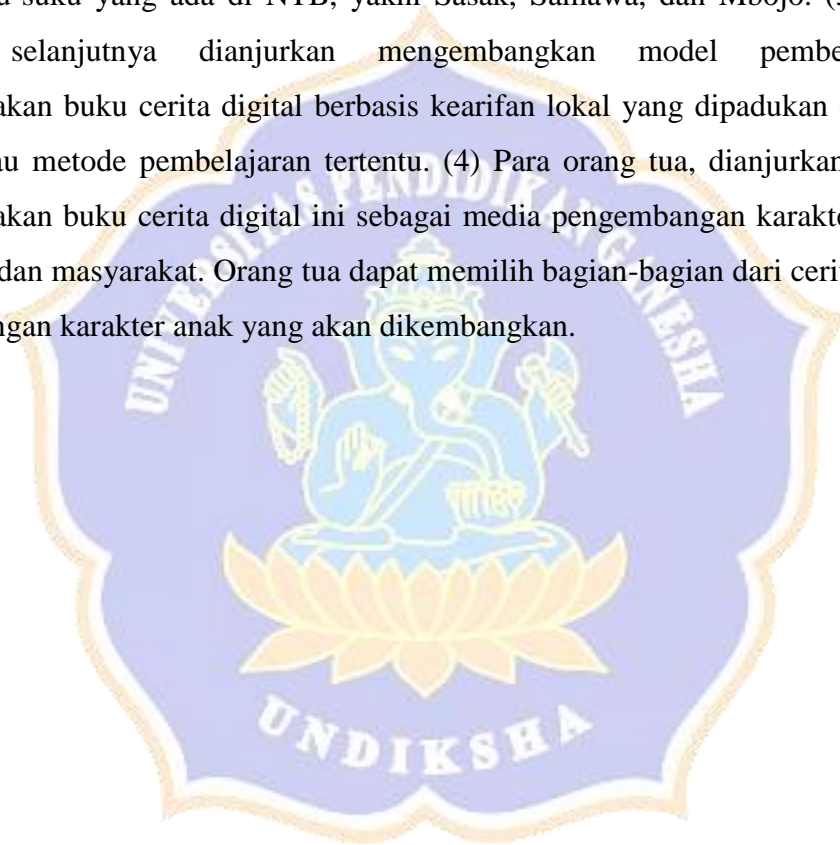 suku yang ada di NTB, yakni Sasak, Samawa, dan Mbojo.
selanjutnya dianjurkan mengembangkan model pembe
akan buku cerita digital berbasis kearifan lokal yang dipadukan
au metode pembelajaran tertentu. (4) Para orang tua, dianjurkan
akan buku cerita digital ini sebagai media pengembangan karakte
dan masyarakat. Orang tua dapat memilih bagian-bagian dari ceri
ngan karakter anak yang akan dikembangkan.
UNIVERSITAS PENDIDIKAN GANESHA
UNDIKSHA